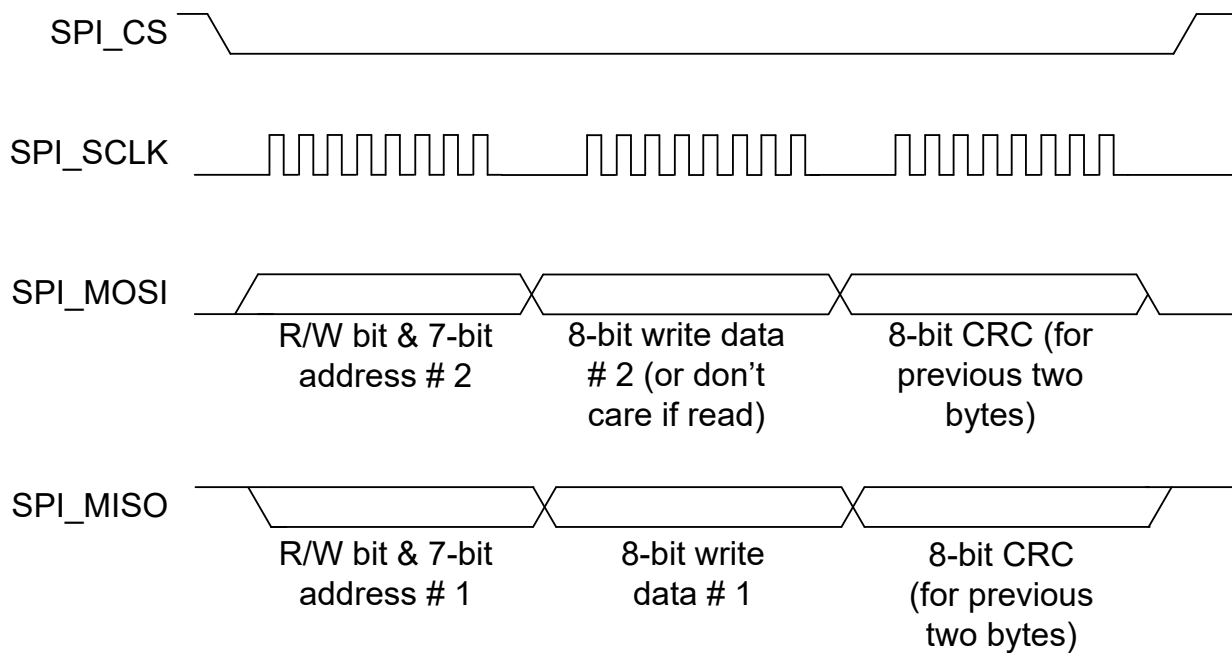 SPI_CS
SPI_SCLK
SPI_MOSI
R/W bit & 7-bit
address # 2
8-bit write data
# 2 (or don’t
care if read)
8-bit CRC (for
previous two
bytes)
SPI_MISO
R/W bit & 7-bit
address # 1
8-bit write
data # 1
8-bit CRC
(for previous
two bytes)